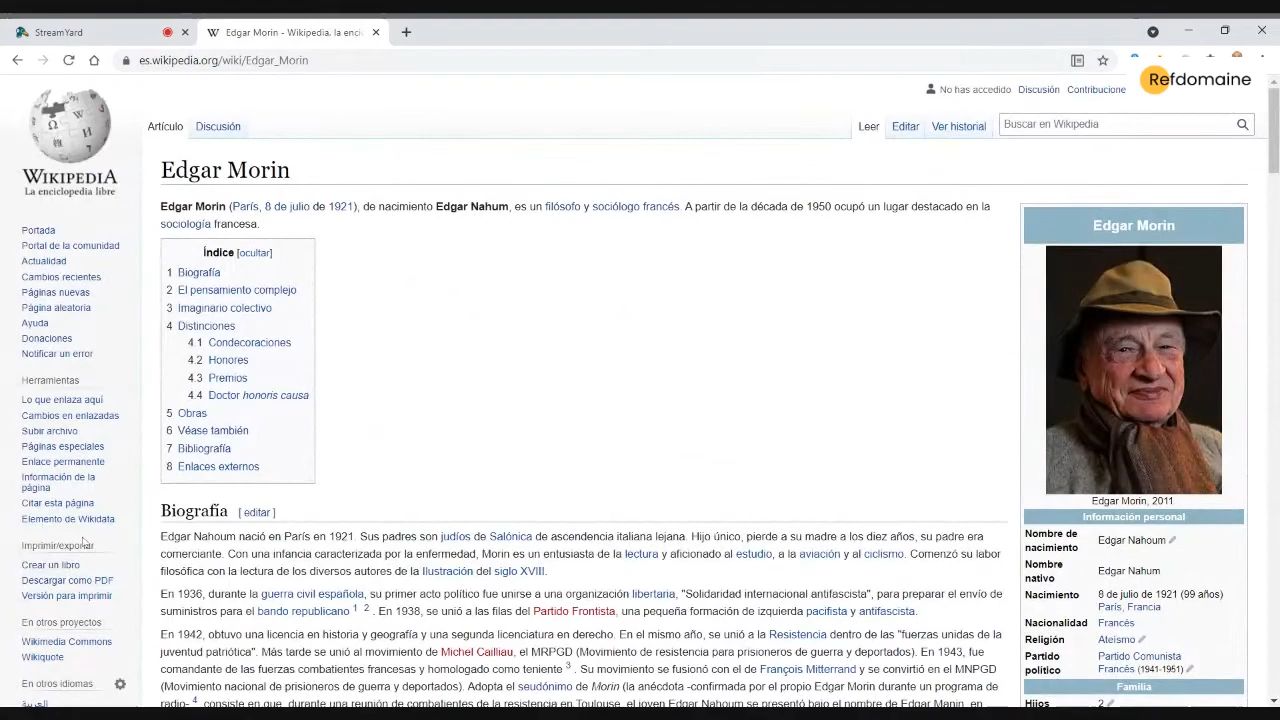 StreamYard
Edgar Morin - Wikipedia, la enci
es.wikipedia.org/wiki/Edgar_Morin
Refdomaine
No has accedido Discusión Contribucione
Artículo Discusión Leer Editar Ver historial Buscar en Wikipedia
WIKIPEDIA
La enciclopedia libre
Portada
Portal de la comunidad
Actualidad
Cambios recientes
Páginas nuevas
Página aleatoria
Ayuda
Donaciones
Notificar un error
Herramientas
Lo que enlaza aquí
Cambios en enlazadas
Subir archivo
Páginas especiales
Enlace permanente
Información de la
página
Citar esta página
Elemento de Wikidata
Imprimir/exportar
Crear un libro
Descargar como PDF
Versión para imprimir
En otros proyectos
Wikimedia Commons
Wikiquote
En otros idiomas
العربية
Edgar Morin
Edgar Morin (París, 8 de julio de 1921), de nacimiento Edgar Nahum, es un filósofo y sociólogo francés. A partir de la década de 1950 ocupó un lugar destacado en la
sociología francesa.
Índice [ocultar]
1 Biografía
2 El pensamiento complejo
3 Imaginario colectivo
4 Distinciones
4.1 Condecoraciones
4.2 Honores
4.3 Premios
4.4 Doctor honoris causa
5 Obras
6 Véase también
7 Bibliografía
8 Enlaces externos
Biografía [ editar ]
Edgar Nahoum nació en París en 1921. Sus padres son judíos de Salónica de ascendencia italiana lejana. Hijo único, pierde a su madre a los diez años, su padre era
comerciante. Con una infancia caracterizada por la enfermedad, Morin es un entusiasta de la lectura y aficionado al estudio, a la aviación y al ciclismo. Comenzó su labor
filosófica con la lectura de los diversos autores de la Ilustración del siglo XVIII.
En 1936, durante la guerra civil española, su primer acto político fue unirse a una organización libertaria, "Solidaridad internacional antifascista", para preparar el envío de
suministros para el bando republicano 1 2 . En 1938, se unió a las filas del Partido Frontista, una pequeña formación de izquierda pacifista y antifascista.
En 1942, obtuvo una licencia en historia y geografía y una segunda licenciatura en derecho. En el mismo año, se unió a la Resistencia dentro de las "fuerzas unidas de la
juventud patriótica". Más tarde se unió al movimiento de Michel Cailliau, el MRPGD (Movimiento de resistencia para prisioneros de guerra y deportados). En 1943, fue
comandante de las fuerzas combatientes francesas y homologado como teniente 3 . Su movimiento se fusionó con el de François Mitterrand y se convirtió en el MNPGD
(Movimiento nacional de prisioneros de guerra y deportados). Adopta el seudónimo de Morin (la anécdota -confirmada por el propio Edgar Morin durante un programa de
radio- 4 consiste en que, durante una reunión de combatientes de la resistencia en Toulouse, el joven Edgar Nahoum se presentó bajo el nombre de Edgar Manin, en
Edgar Morin
Edgar Morin, 2011
Información personal
Nombre de
nacimiento Edgar Nahoum
Nombre
nativo Edgar Nahum
Nacimiento 8 de julio de 1921 (99 años)
París, Francia
Nacionalidad Francés
Religión Ateísmo
Partido
político Partido Comunista
Francés (1941-1951)
Familia
Hijos 2